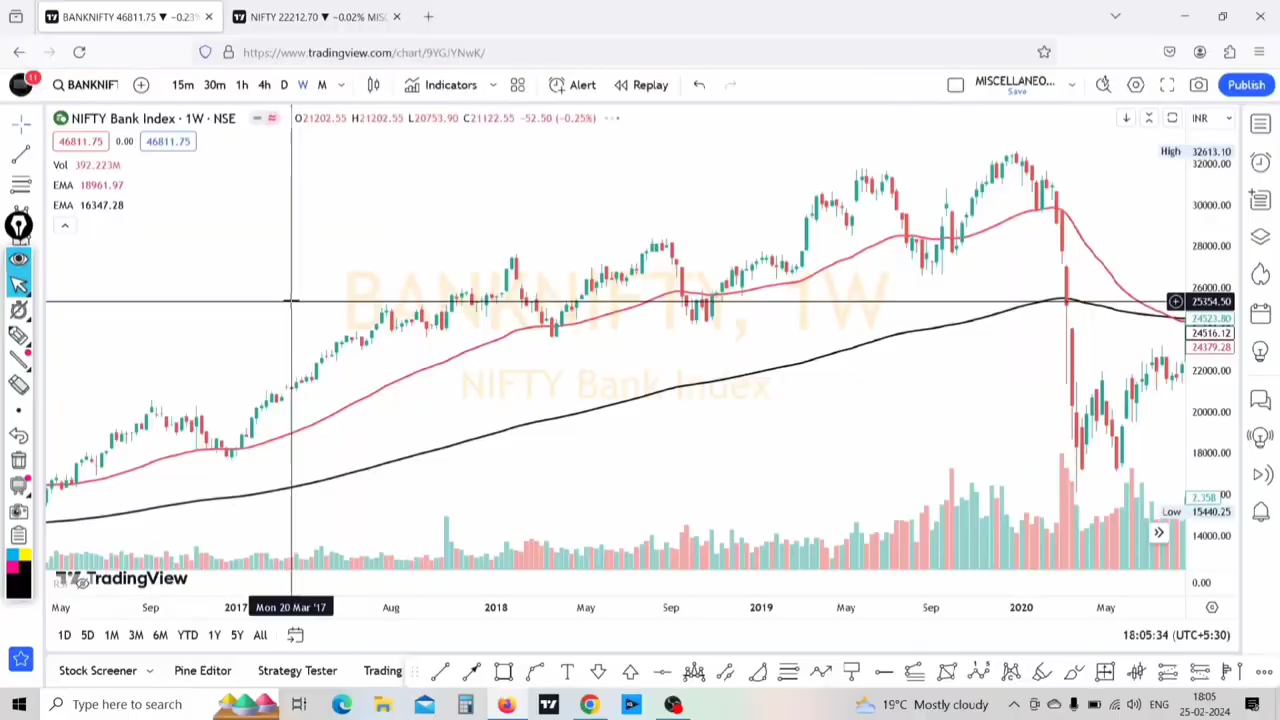 BANKNIFTY 46811.75 ▼ −0.23%
NIFTY 22212.70 ▼ −0.02% MISC
https://www.tradingview.com/chart/9YGJYNwK/
11
BANKNIFT
15m 30m 1h 4h D W M
Indicators
Alert
Replay
MISCELLANEO...
Save
Publish
NIFTY Bank Index · 1W · NSE
O21202.55 H21202.55 L20753.90 C21122.55 −52.50 (−0.25%)
INR
46811.75 0.00 46811.75
Vol 392.223M
EMA 18961.97
EMA 16347.28
BANKNIFTY, 1W
NIFTY Bank Index
High 32613.10
32000.00
30000.00
28000.00
26000.00
25354.50
24523.80
24516.12
24379.28
22000.00
20000.00
18000.00
2.358
Low 15440.25
14000.00
0.00
TradingView
May Sep 2017 Mon 20 Mar '17 Aug 2018 May Sep 2019 May Sep 2020 May
1D 5D 1M 3M 6M YTD 1Y 5Y All
18:05:34 (UTC+5:30)
Stock Screener Pine Editor Strategy Tester Trading
Type here to search
19°C Mostly cloudy
ENG
18:05
25-02-2024